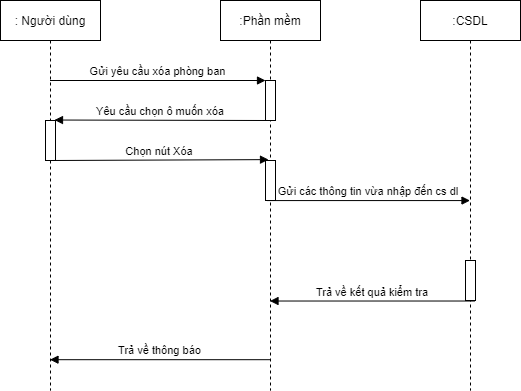 : Người dùng
:Phần mềm
:CSDL
Gửi yêu cầu xóa phòng ban
Yêu cầu chọn ô muốn xóa
Chọn nút Xóa
Gửi các thông tin vừa nhập đến cs dl
Trả về kết quả kiểm tra
Trả về thông báo